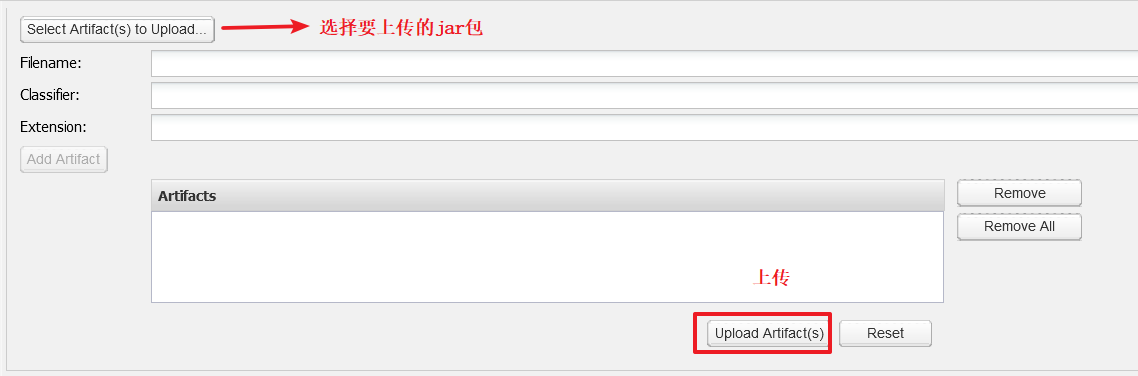 Select Artifact(s) to Upload...
选择要上传的jar包
Filename:
Classifier:
Extension:
Add Artifact
Artifacts
Remove
Remove All
上传
Upload Artifact(s)
Reset